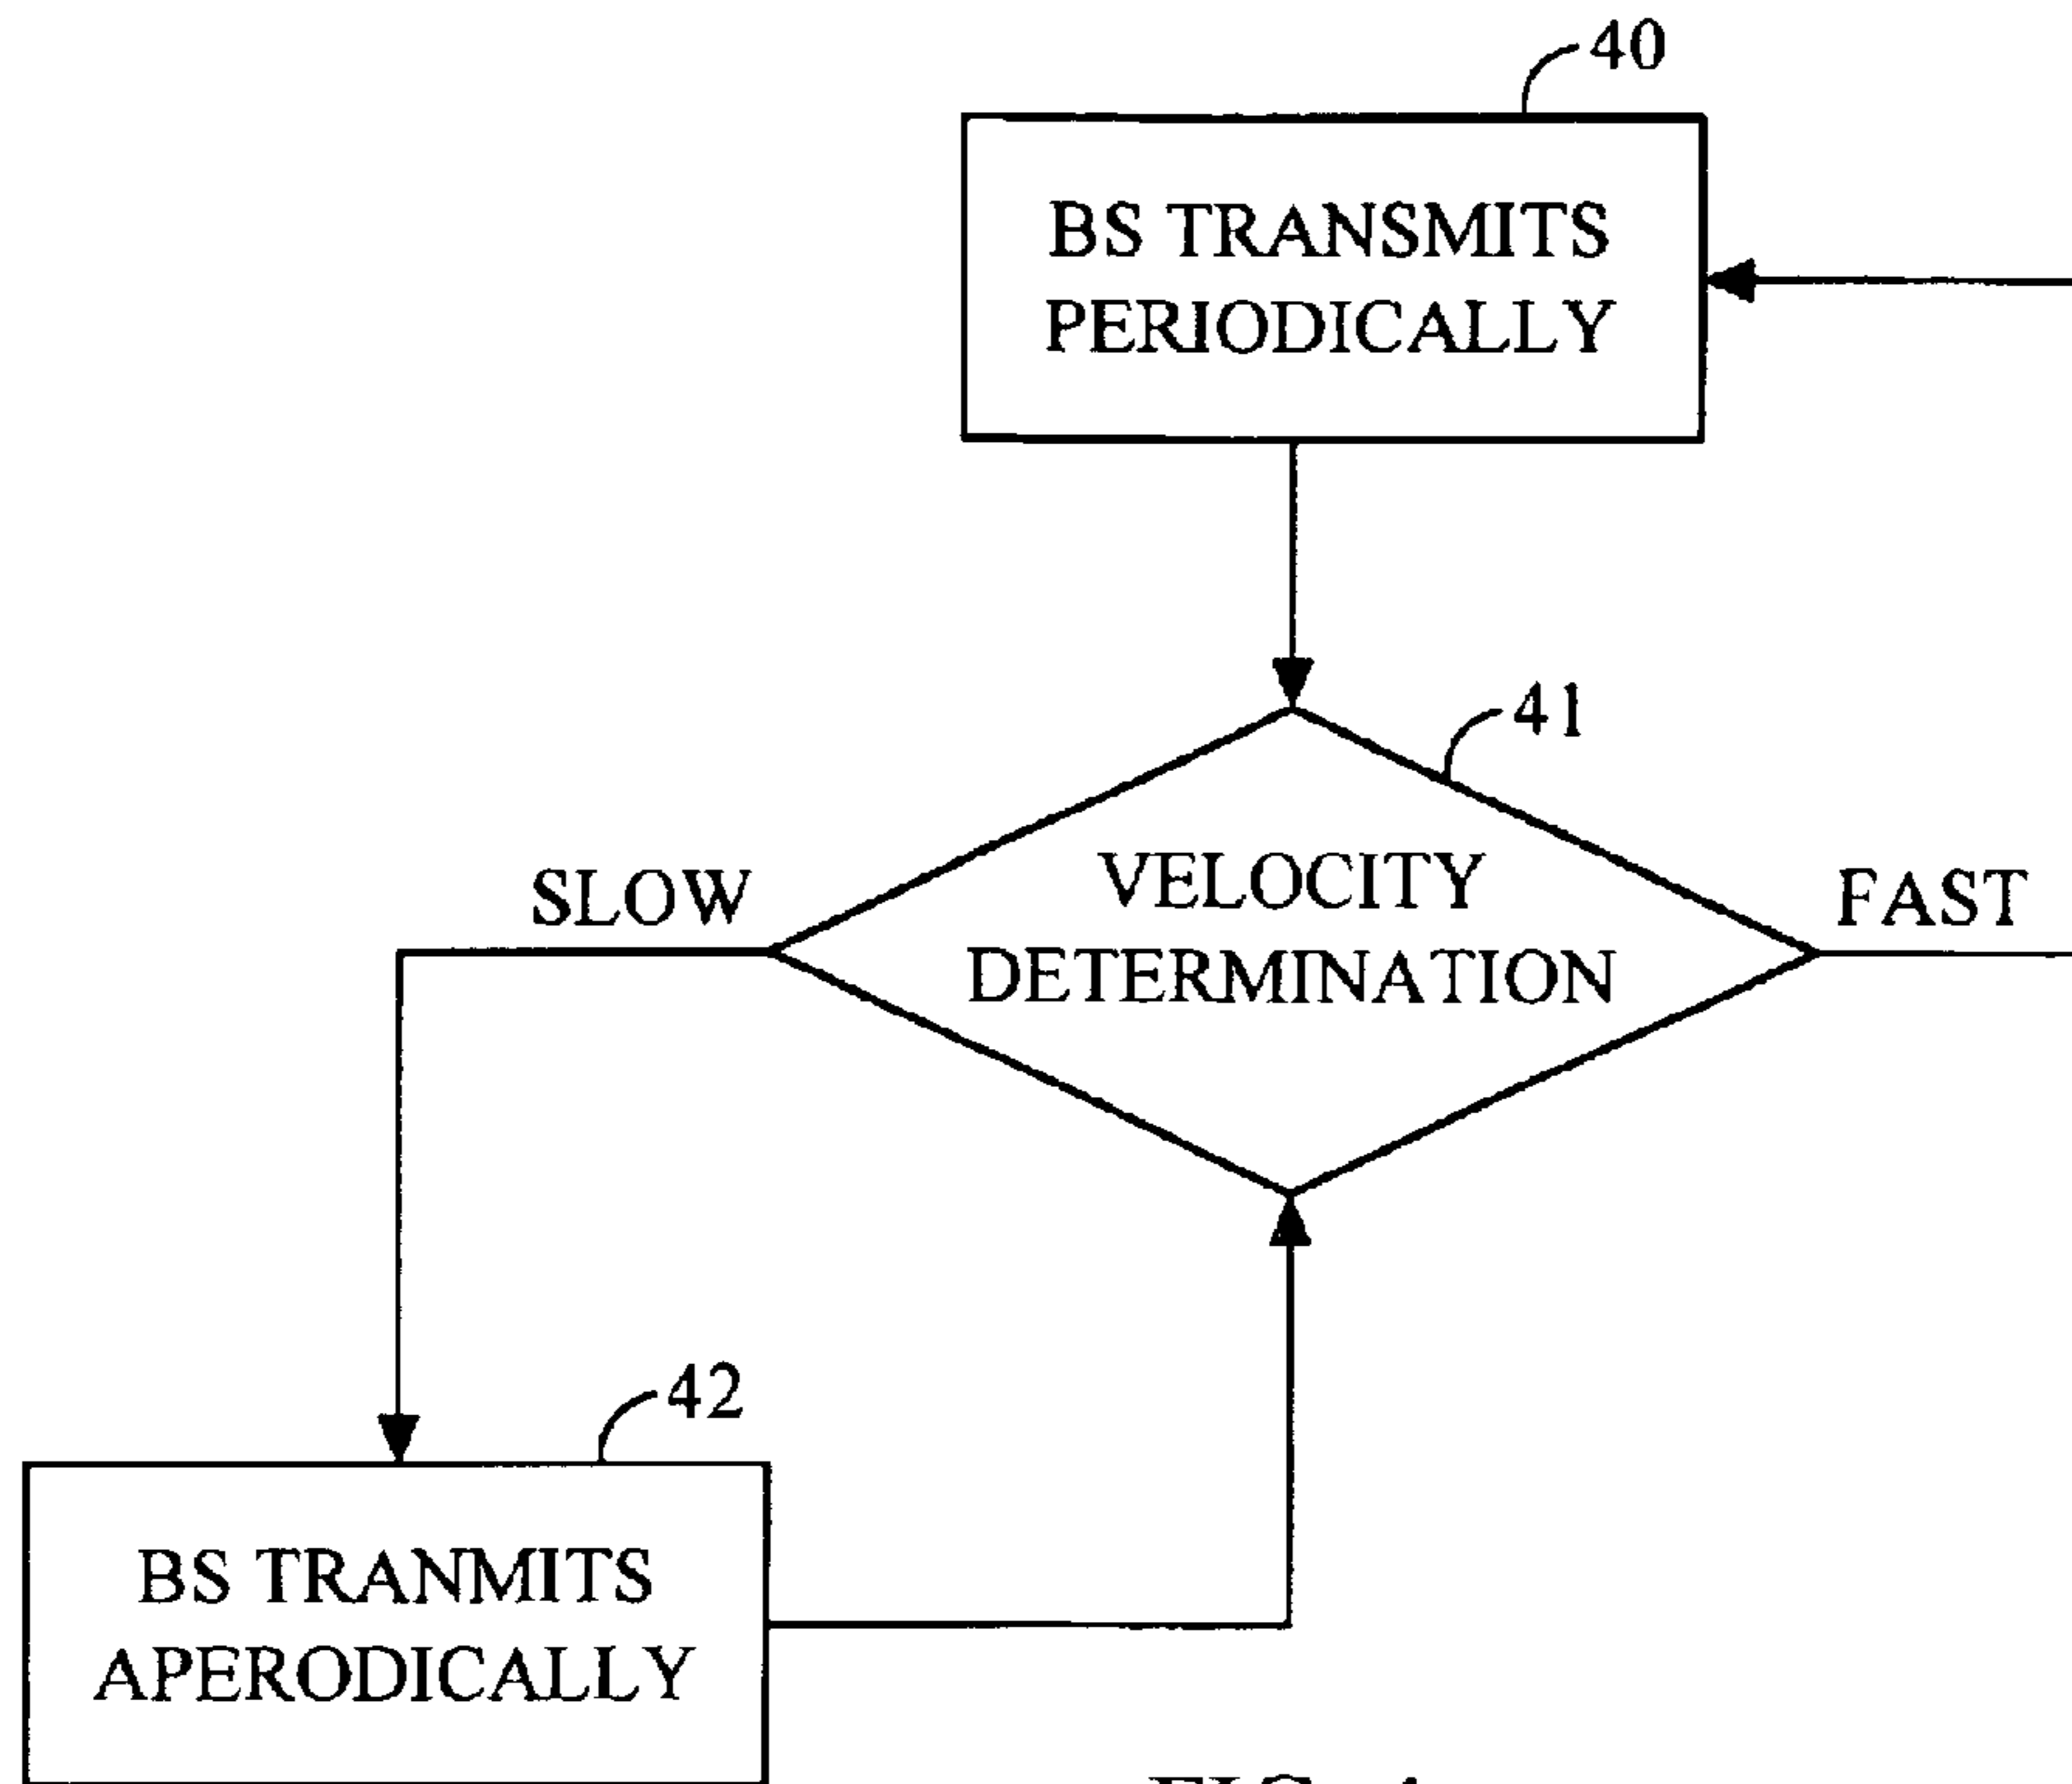 40
BS TRANSMITS
PERIODICALLY
41
VELOCITY
DETERMINATION
SLOW
FAST
42
BS TRANMITS
APERODICALLY